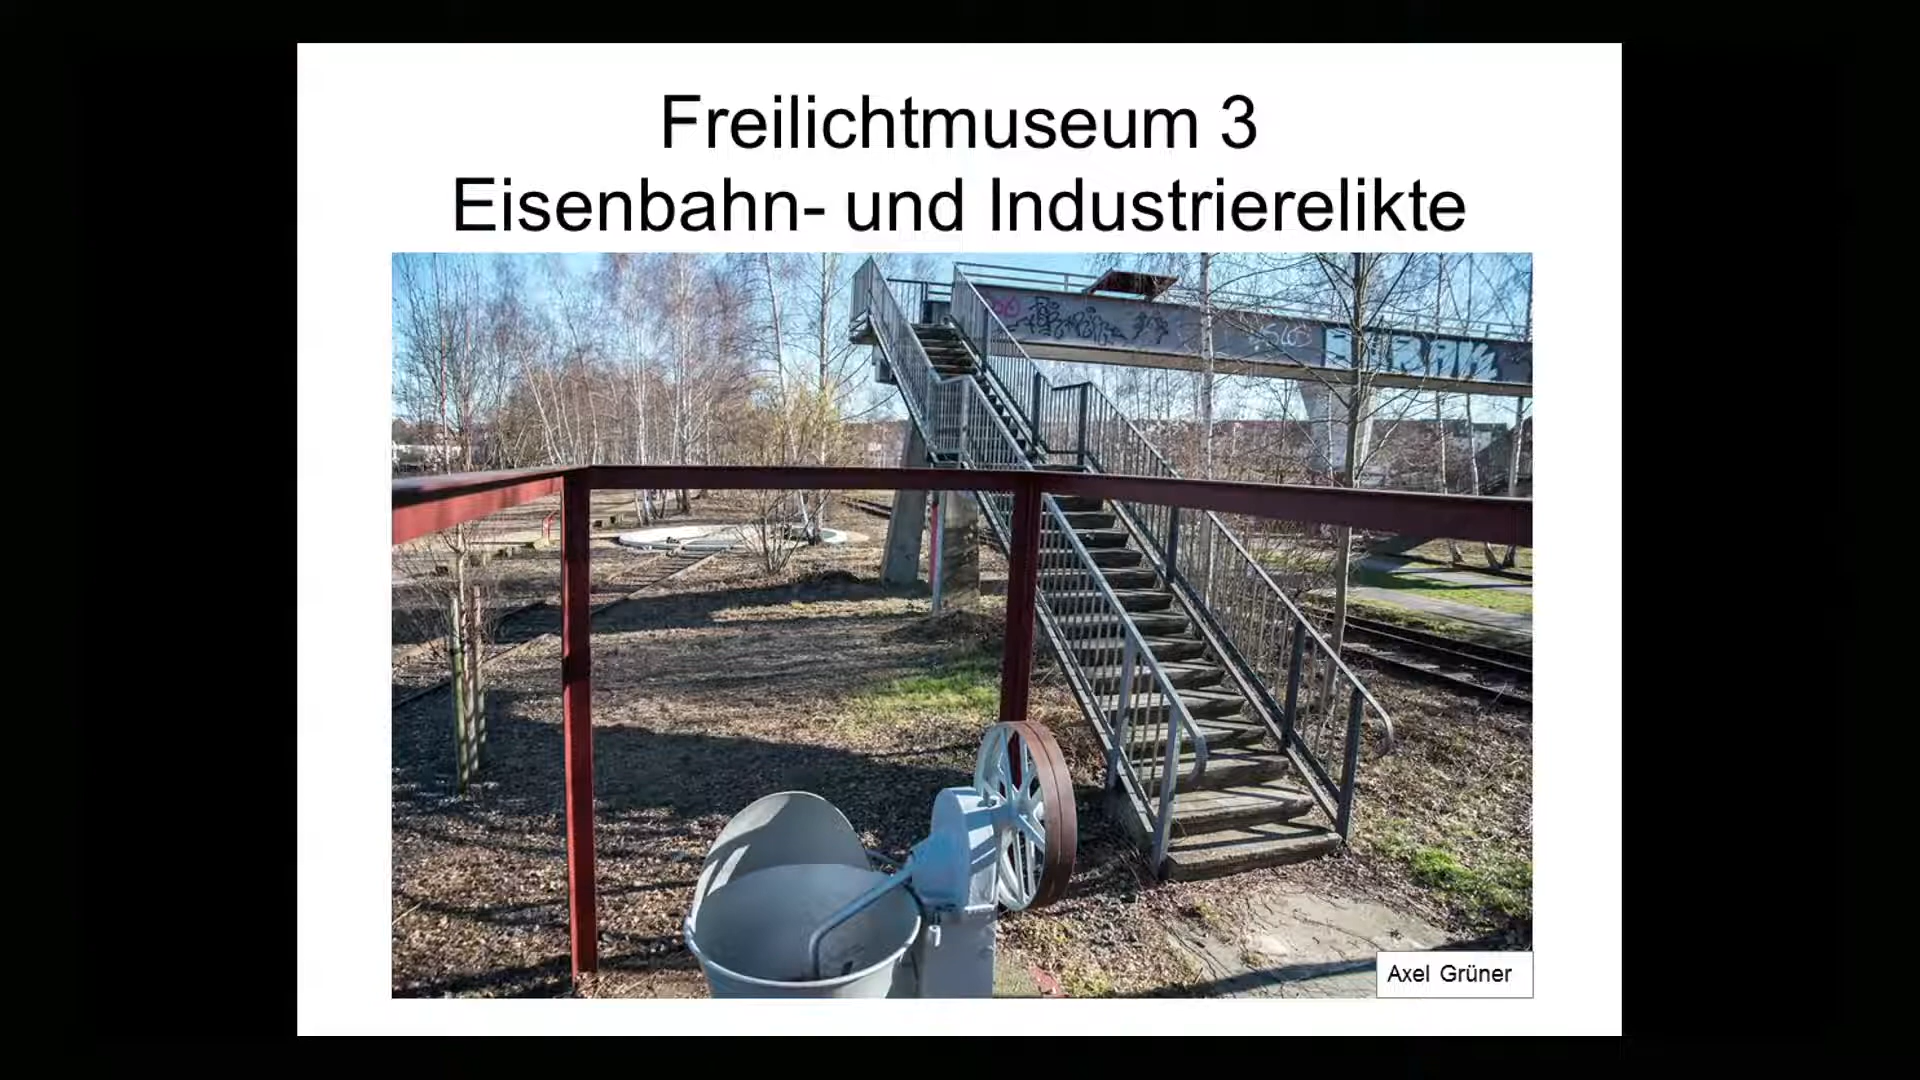 Freilichtmuseum 3
Eisenbahn- und Industrierelikte
Axel Grüner